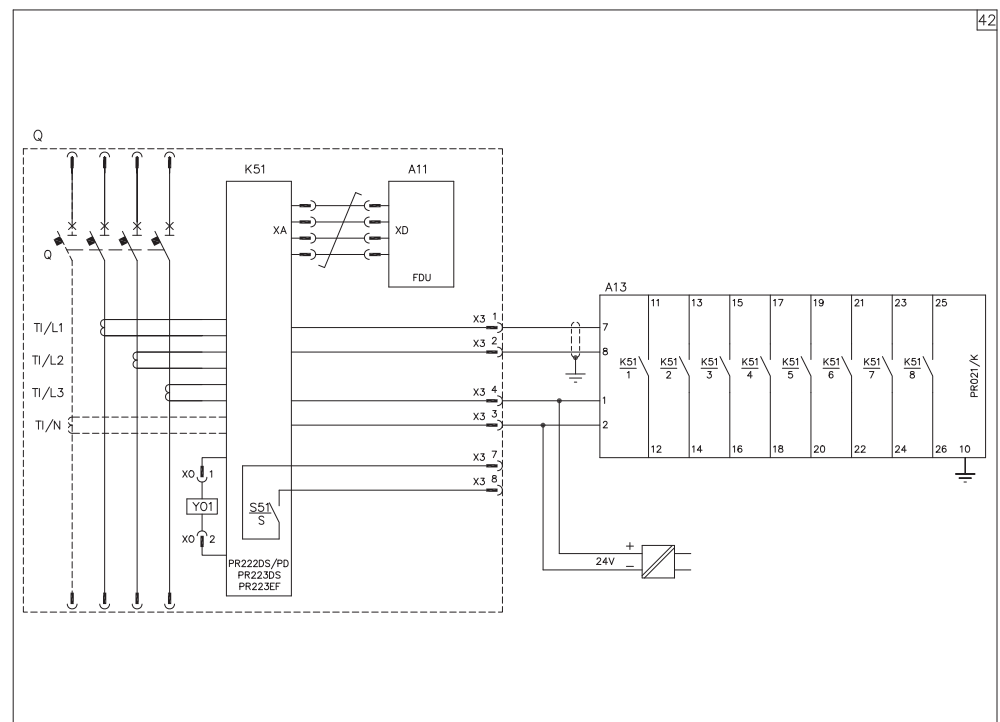 42
Q
K51
A11
XA
XD
Q
FDU
A13
TI/L1
X3 1
7
11
13
15
17
19
21
23
25
TI/L2
X3 2
8
K51
1
K51
2
K51
3
K51
4
K51
5
K51
6
K51
7
K51
8
PR021/K
TI/L3
X3 4
1
TI/N
X3 3
2
12
14
16
18
20
22
24
26
10
X3 7
X0 1
X3 8
Y01
S51
S
X0 2
PR222DS/PD
PR223DS
PR223EF
24V
+
–